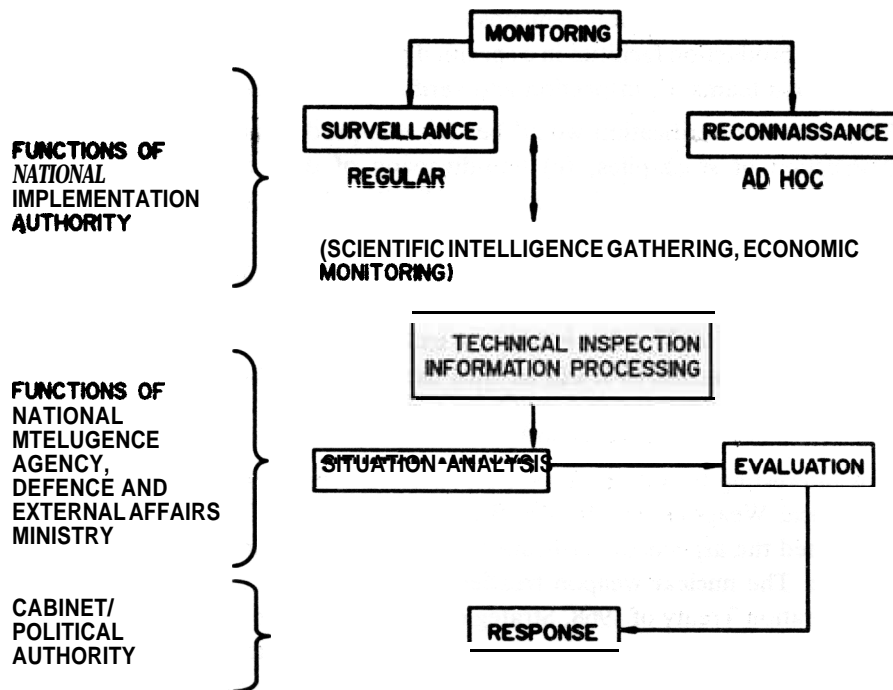 MONITORING
SURVEILLANCE
RECONNAISSANCE
REGULAR
AD HOC
FUNCTIONS OF
NATIONAL
IMPLEMENTATION
AUTHORITY
(SCIENTIFIC INTELLIGENCE GATHERING, ECONOMIC
MONITORING)
TECHNICAL INSPECTION
INFORMATION PROCESSING
FUNCTIONS OF
NATIONAL
MTELUGENCE
AGENCY,
DEFENCE AND
EXTERNAL AFFAIRS
MINISTRY
SITUATION ANALYSIS
EVALUATION
CABINET/
POLITICAL
AUTHORITY
RESPONSE